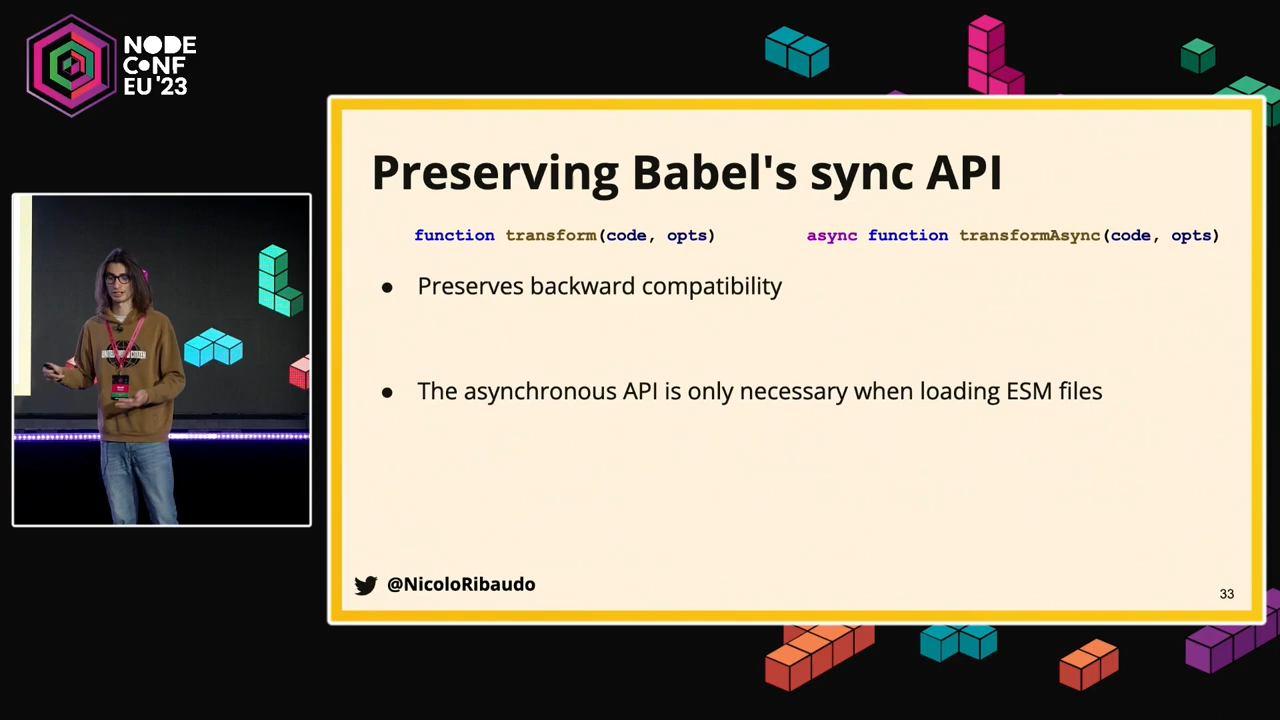 NODE
CONF
EU '23
Preserving Babel's sync API
function transform(code, opts)
async function transformAsync(code, opts)
● Preserves backward compatibility
● The asynchronous API is only necessary when loading ESM files
@NicoloRibaudo
33